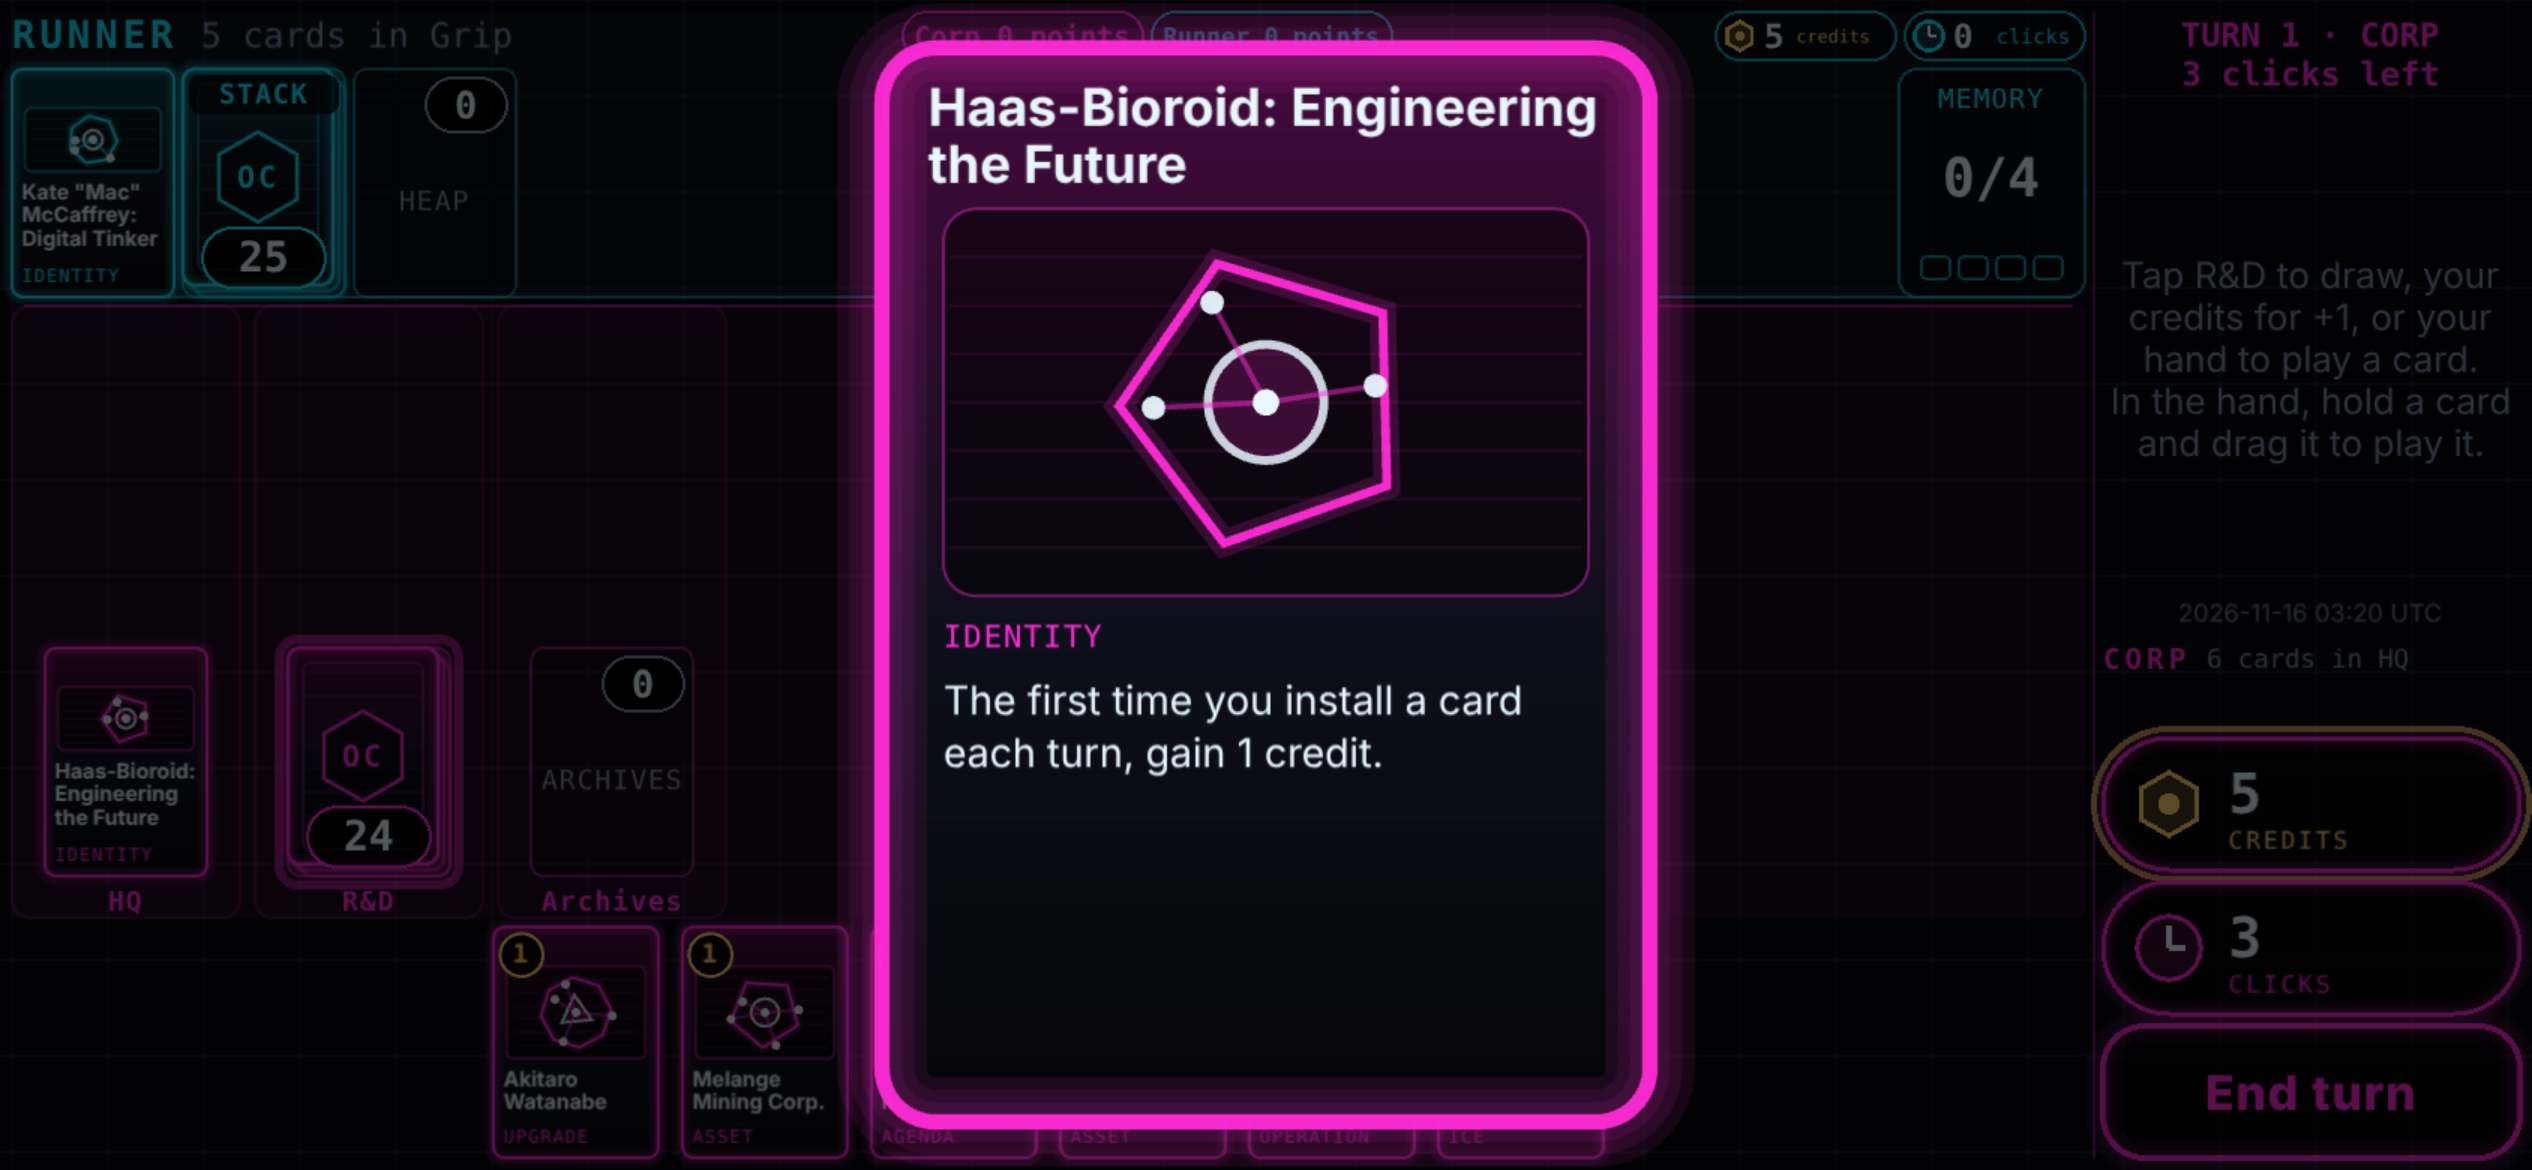 RUNNER 5 cards in Grip
Corp 0 points
Runner 0 points
5 credits
0 clicks
TURN 1 · CORP
3 clicks left
Kate "Mac"
McCaffrey:
Digital Tinker
IDENTITY
STACK
OC
25
0
HEAP
MEMORY
0/4
Haas-Bioroid: Engineering
the Future
IDENTITY
The first time you install a card
each turn, gain 1 credit.
Tap R&D to draw, your
credits for +1, or your
hand to play a card.
In the hand, hold a card
and drag it to play it.
2026-11-16 03:20 UTC
CORP 6 cards in HQ
Haas-Bioroid:
Engineering
the Future
IDENTITY
HQ
OC
24
R&D
0
ARCHIVES
Archives
5
CREDITS
3
CLICKS
End turn
1
Akitaro
Watanabe
UPGRADE
1
Melange
Mining Corp.
ASSET
AGENDA
ASSET
OPERATION
ICE